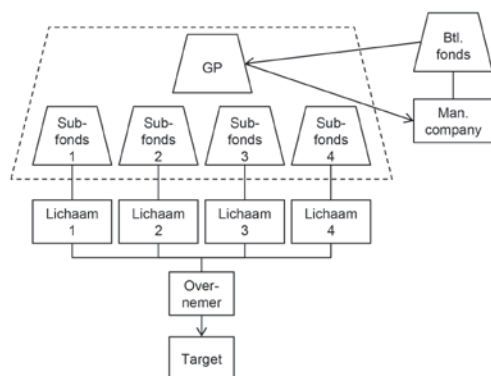 GP
Btl.
fonds
Man.
company
Sub-
fonds
1
Sub-
fonds
2
Sub-
fonds
3
Sub-
fonds
4
Lichaam
1
Lichaam
2
Lichaam
3
Lichaam
4
Over-
nemer
Target